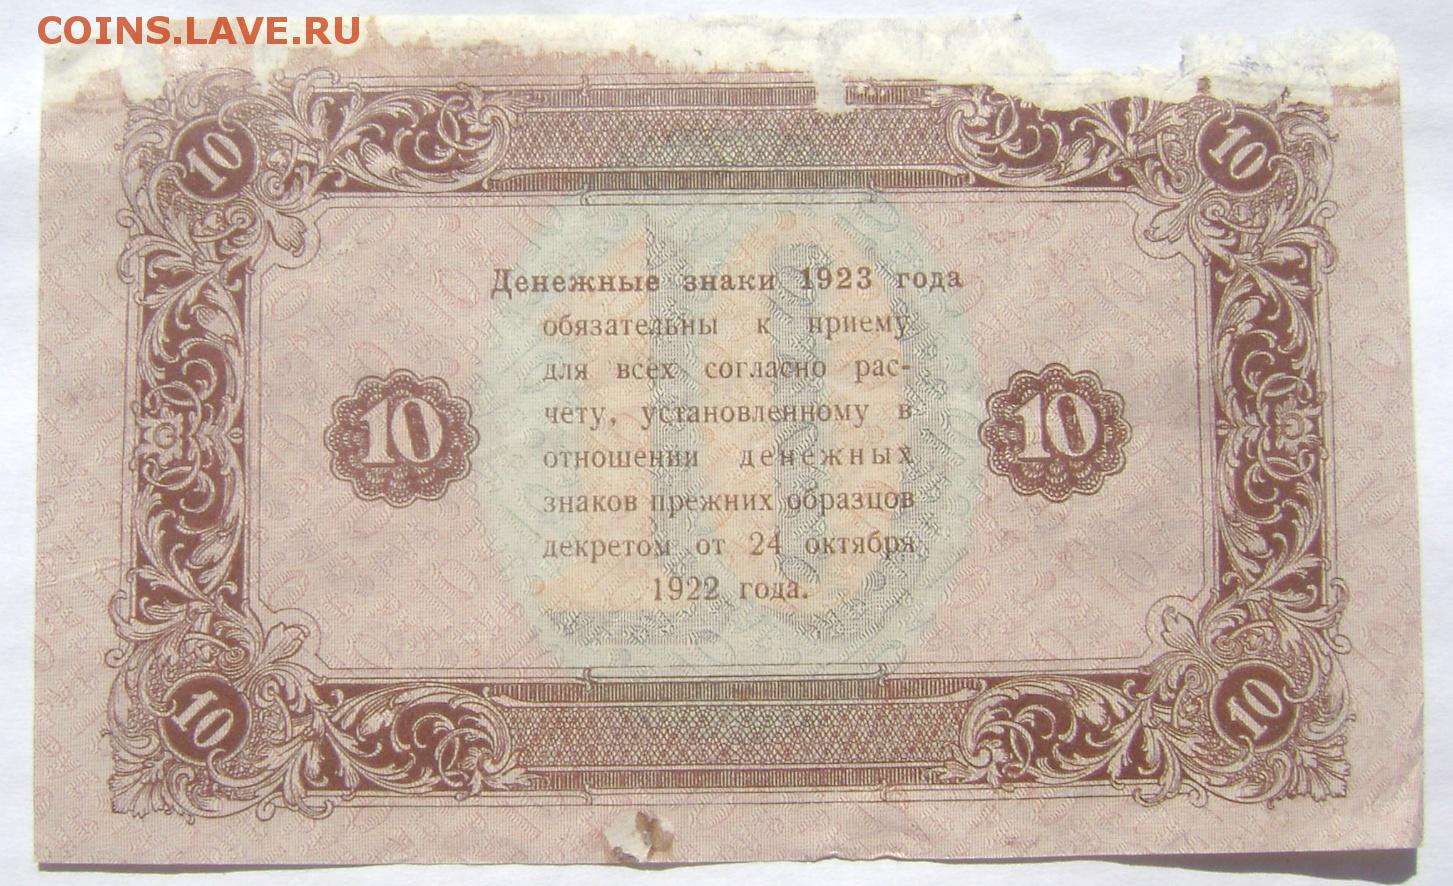 COINS.LAVE.RU
10 10
Денежные знаки 1923 года
обязательны к приему
для всех согласно рас-
чету, установленному в
отношении денежных
знаков прежних образцов
декретом от 24 октября
1922 года.
10 10
10
10 10